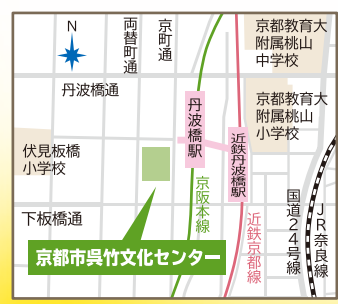 N
両替町通
京町通
京都教育大
附属桃山
中学校
丹波橋通
丹波橋駅
京都教育大
附属桃山
小学校
近鉄丹波橋駅
伏見板橋
小学校
京阪本線
下板橋通
近鉄京都線
国道24号線
JR奈良線
京都市呉竹文化センター